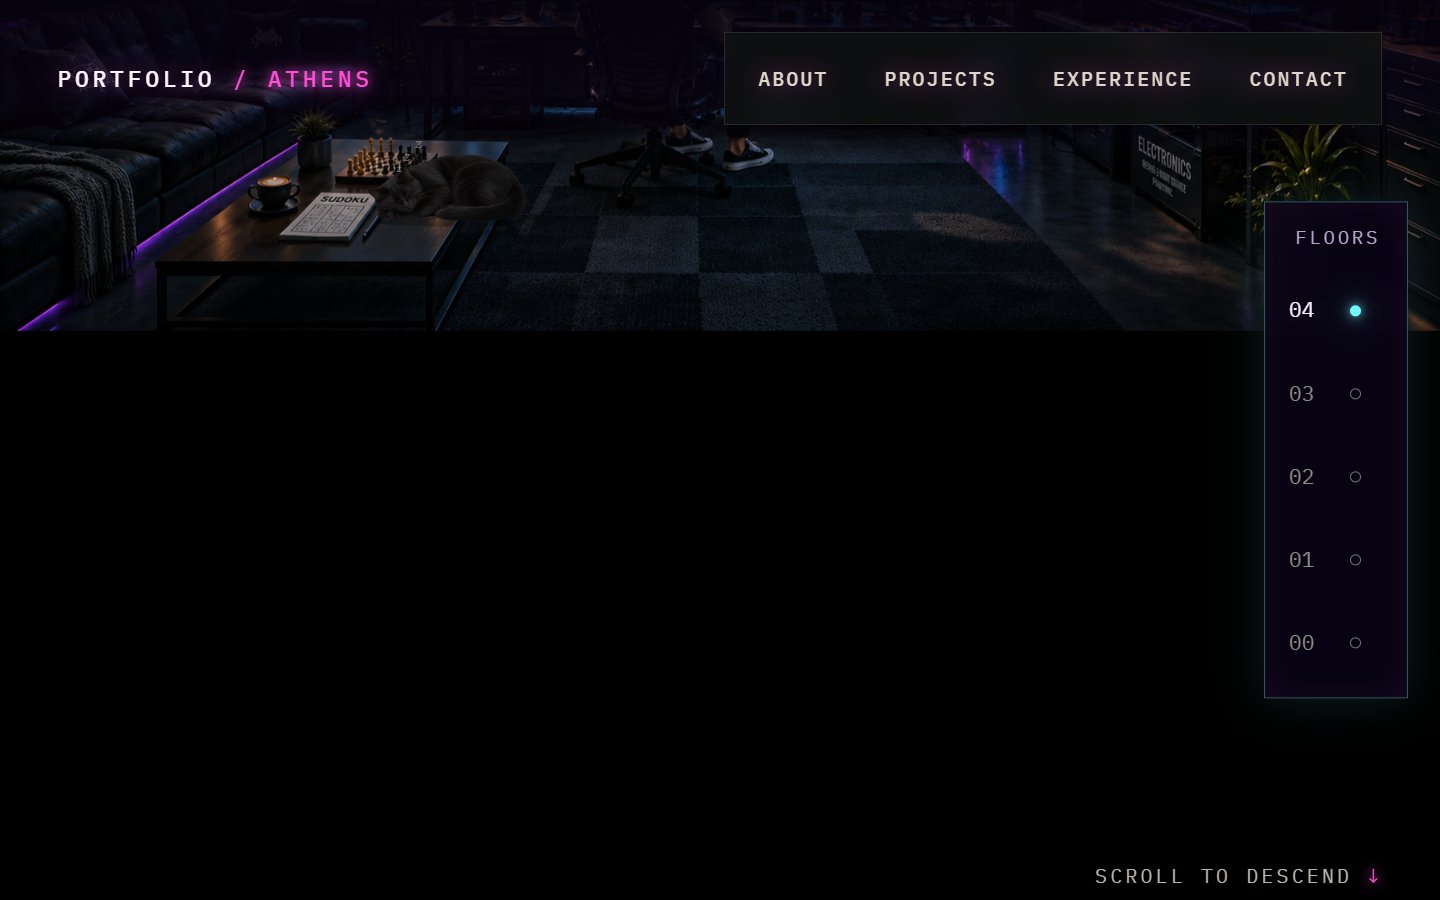 PORTFOLIO / ATHENS
ABOUT PROJECTS EXPERIENCE CONTACT
ELECTRONICS
SUDOKU
FLOORS
04
03
02
01
00
SCROLL TO DESCEND ↓